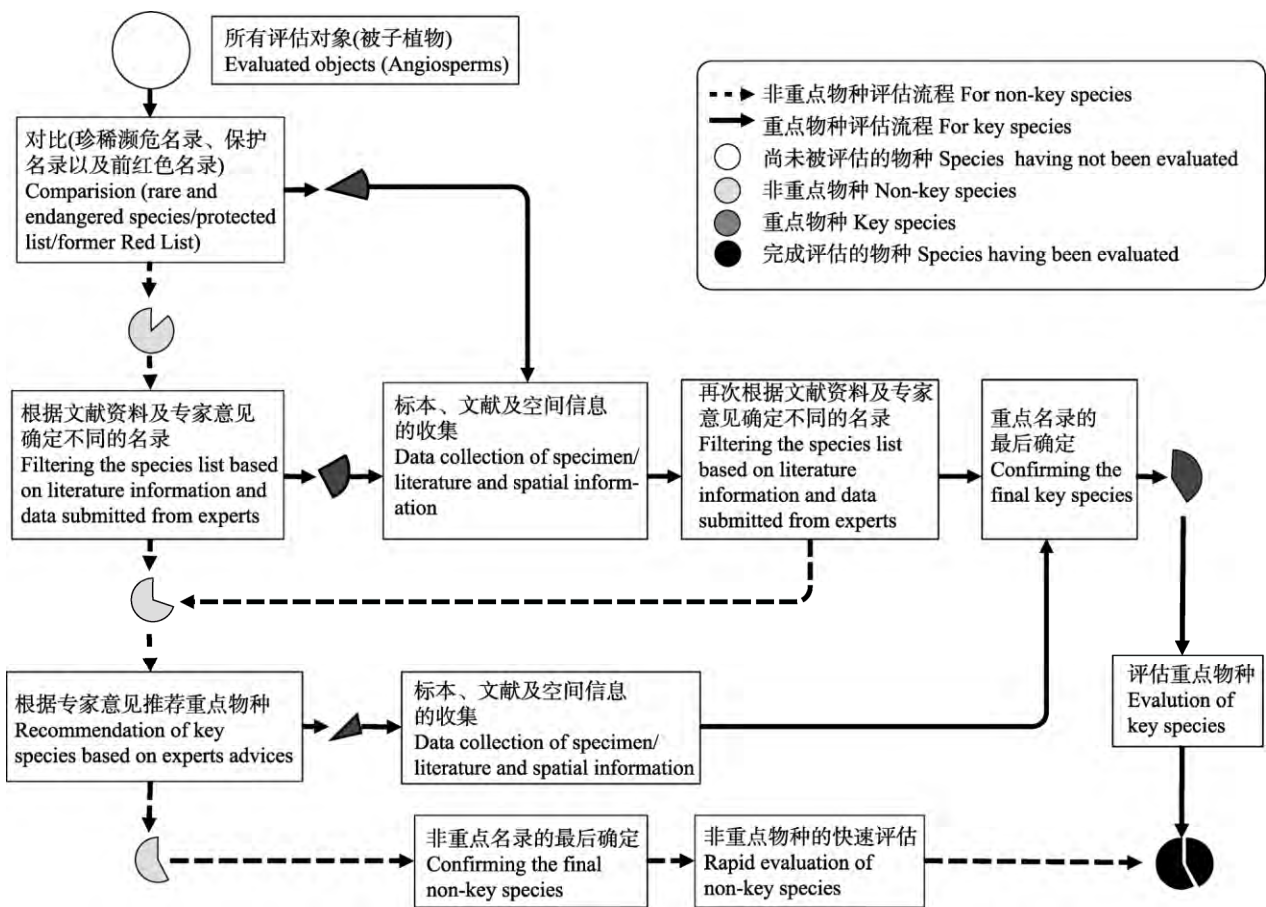 所有评估对象(被子植物)
Evaluated objects (Angiosperms)
非重点物种评估流程 For non-key species
重点物种评估流程 For key species
尚未被评估的物种 Species having not been evaluated
非重点物种 Non-key species
重点物种 Key species
完成评估的物种 Species having been evaluated
对比(珍稀濒危名录、保护
名录以及前红色名录)
Comparision (rare and
endangered species/protected
list/former Red List)
根据文献资料及专家意见
确定不同的名录
Filtering the species list based
on literature information and
data submitted from experts
标本、文献及空间信息
的收集
Data collection of specimen/
literature and spatial inform-
ation
再次根据文献资料及专家
意见确定不同的名录
Filtering the species list
based on literature
information and data
submitted from experts
重点名录的
最后确定
Confirming the
final key species
根据专家意见推荐重点物种
Recommendation of key
species based on experts advices
标本、文献及空间信息
的收集
Data collection of specimen/
literature and spatial information
评估重点物种
Evalution of
key species
非重点名录的最后确定
Confirming the final
non-key species
非重点物种的快速评估
Rapid evaluation of
non-key species